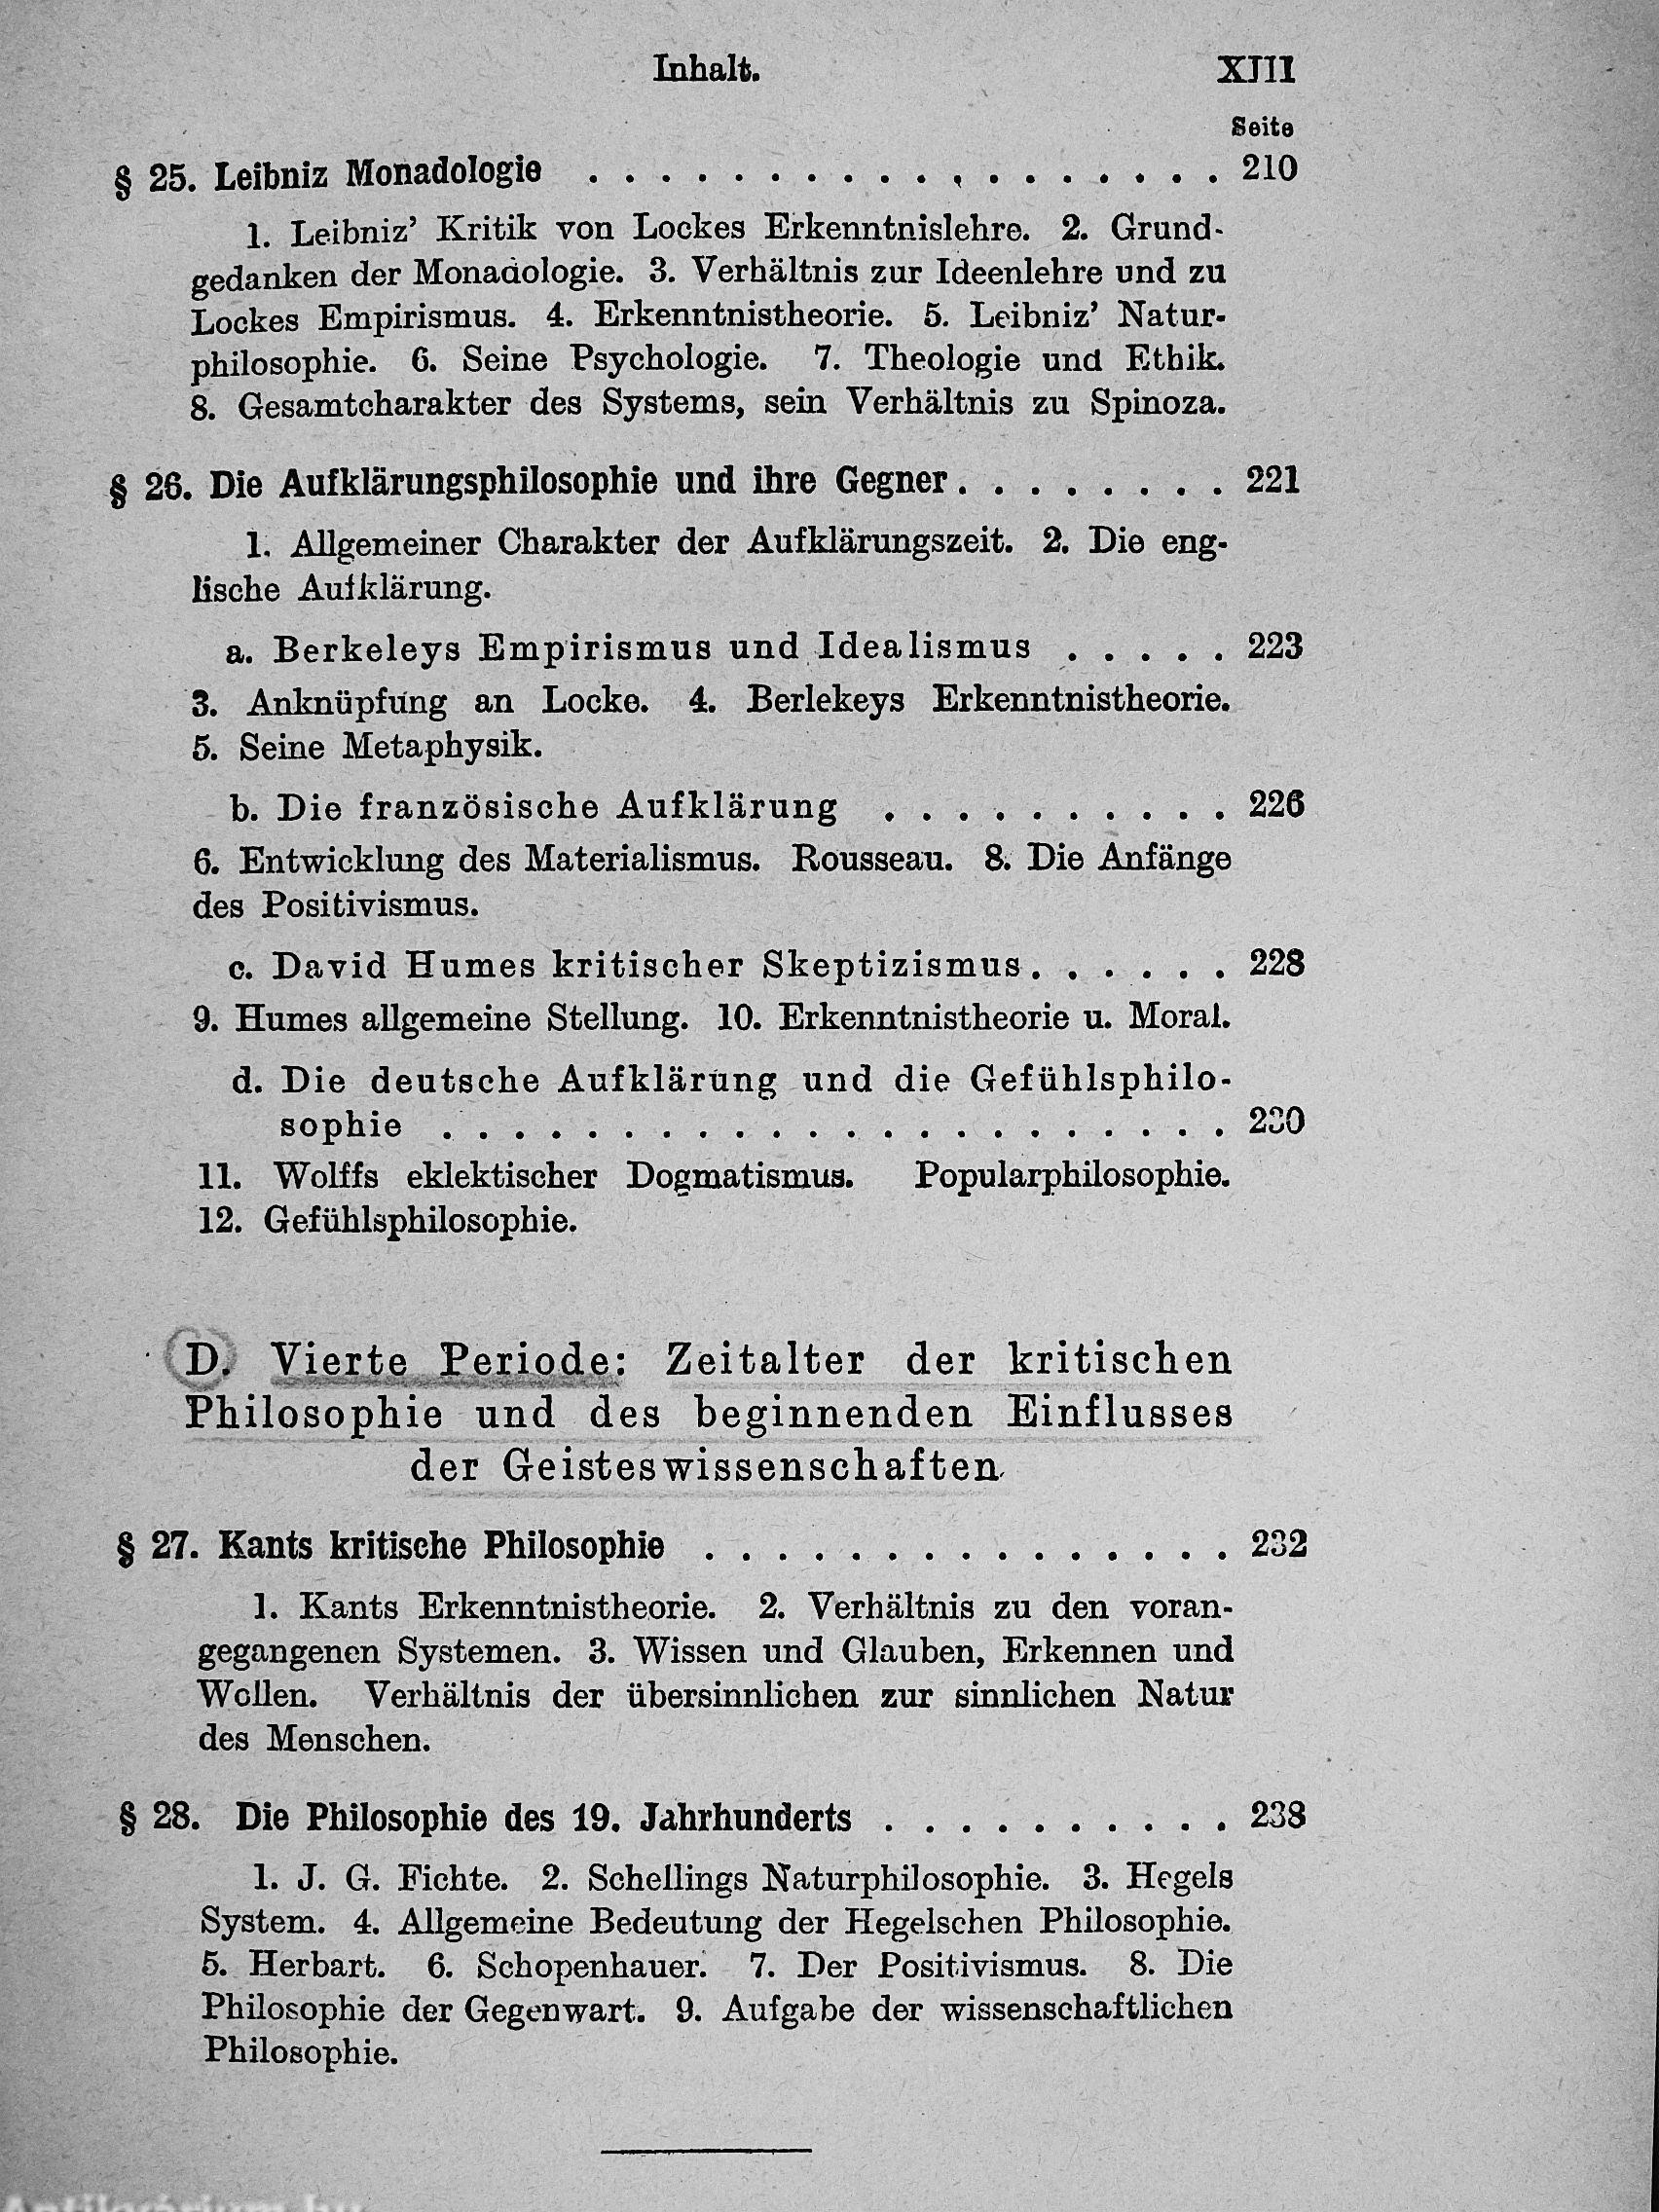 Inhalt. XIII
Seite
§ 25. Leibniz Monadologie . . . . . . . . . . . . . . . . . . 210
1. Leibniz’ Kritik von Lockes Erkenntnislehre. 2. Grund-
gedanken der Monadologie. 3. Verhältnis zur Ideenlehre und zu
Lockes Empirismus. 4. Erkenntnistheorie. 5. Leibniz’ Natur-
philosophie. 6. Seine Psychologie. 7. Theologie und Ethik.
8. Gesamtcharakter des Systems, sein Verhältnis zu Spinoza.
§ 26. Die Aufklärungsphilosophie und ihre Gegner . . . . . . . . 221
1. Allgemeiner Charakter der Aufklärungszeit. 2. Die eng-
lische Aufklärung.
a. Berkeleys Empirismus und Idealismus . . . . . 223
3. Anknüpfung an Locke. 4. Berlekeys Erkenntnistheorie.
5. Seine Metaphysik.
b. Die französische Aufklärung . . . . . . . . . . 226
6. Entwicklung des Materialismus. Rousseau. 8. Die Anfänge
des Positivismus.
c. David Humes kritischer Skeptizismus . . . . . . 228
9. Humes allgemeine Stellung. 10. Erkenntnistheorie u. Moral.
d. Die deutsche Aufklärung und die Gefühlsphilo-
sophie . . . . . . . . . . . . . . . . . . . . . . 230
11. Wolffs eklektischer Dogmatismus. Popularphilosophie.
12. Gefühlsphilosophie.
D. Vierte Periode: Zeitalter der kritischen
Philosophie und des beginnenden Einflusses
der Geisteswissenschaften.
§ 27. Kants kritische Philosophie . . . . . . . . . . . . . . . 232
1. Kants Erkenntnistheorie. 2. Verhältnis zu den voran-
gegangenen Systemen. 3. Wissen und Glauben, Erkennen und
Wollen. Verhältnis der übersinnlichen zur sinnlichen Natur
des Menschen.
§ 28. Die Philosophie des 19. Jahrhunderts . . . . . . . . . . 238
1. J. G. Fichte. 2. Schellings Naturphilosophie. 3. Hegels
System. 4. Allgemeine Bedeutung der Hegelschen Philosophie.
5. Herbart. 6. Schopenhauer. 7. Der Positivismus. 8. Die
Philosophie der Gegenwart. 9. Aufgabe der wissenschaftlichen
Philosophie.